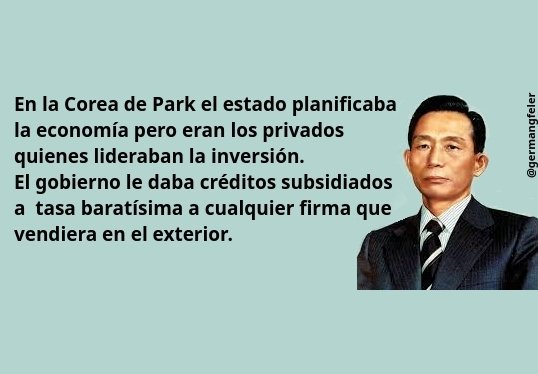 En la Corea de Park el estado planificaba
la economía pero eran los privados
quienes lideraban la inversión.
El gobierno le daba créditos subsidiados
a  tasa baratísima a cualquier firma que
vendiera en el exterior.
@germangfeler